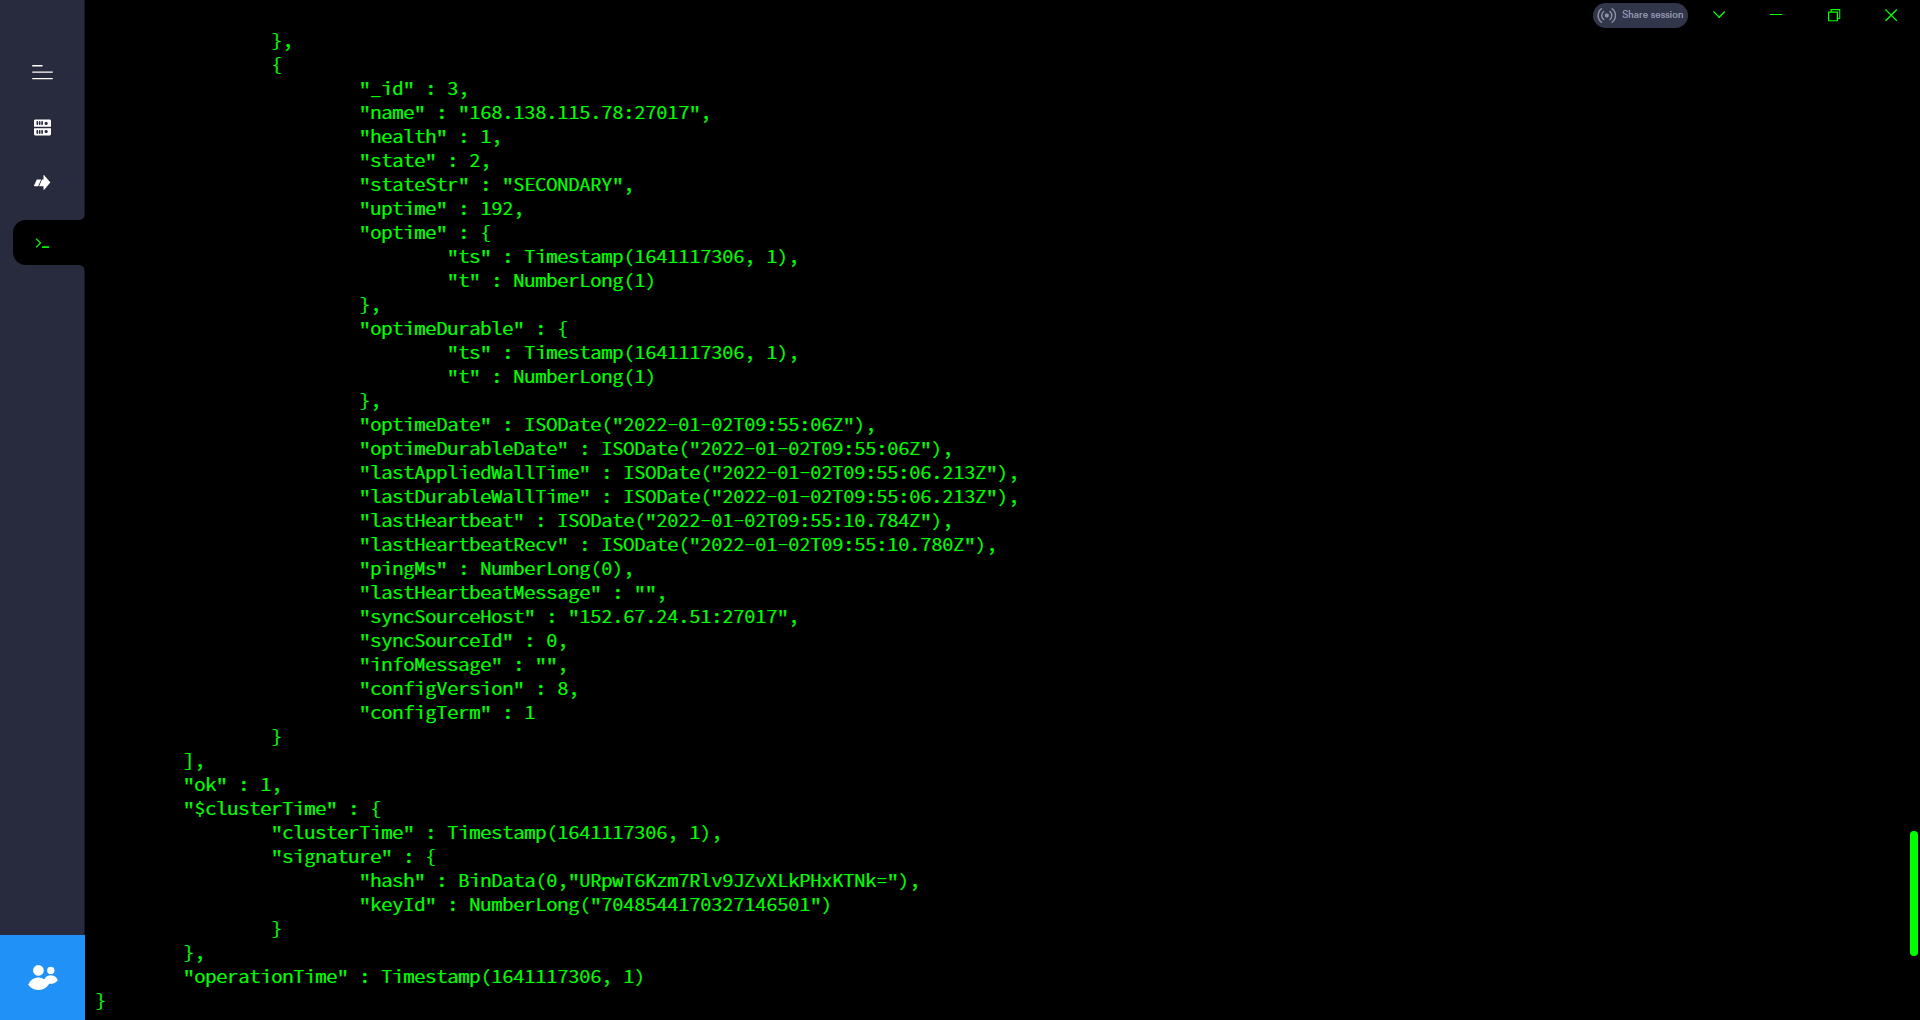 Share session
},
{
"_id" : 3,
"name" : "168.138.115.78:27017",
"health" : 1,
"state" : 2,
"stateStr" : "SECONDARY",
"uptime" : 192,
"optime" : {
"ts" : Timestamp(1641117306, 1),
"t" : NumberLong(1)
},
"optimeDurable" : {
"ts" : Timestamp(1641117306, 1),
"t" : NumberLong(1)
},
"optimeDate" : ISODate("2022-01-02T09:55:06Z"),
"optimeDurableDate" : ISODate("2022-01-02T09:55:06Z"),
"lastAppliedWallTime" : ISODate("2022-01-02T09:55:06.213Z"),
"lastDurableWallTime" : ISODate("2022-01-02T09:55:06.213Z"),
"lastHeartbeat" : ISODate("2022-01-02T09:55:10.784Z"),
"lastHeartbeatRecv" : ISODate("2022-01-02T09:55:10.780Z"),
"pingMs" : NumberLong(0),
"lastHeartbeatMessage" : "",
"syncSourceHost" : "152.67.24.51:27017",
"syncSourceId" : 0,
"infoMessage" : "",
"configVersion" : 8,
"configTerm" : 1
}
],
"ok" : 1,
"$clusterTime" : {
"clusterTime" : Timestamp(1641117306, 1),
"signature" : {
"hash" : BinData(0,"URpwT6Kzm7Rlv9JZvXLkPHxKTNk="),
"keyId" : NumberLong("7048544170327146501")
}
},
"operationTime" : Timestamp(1641117306, 1)
}